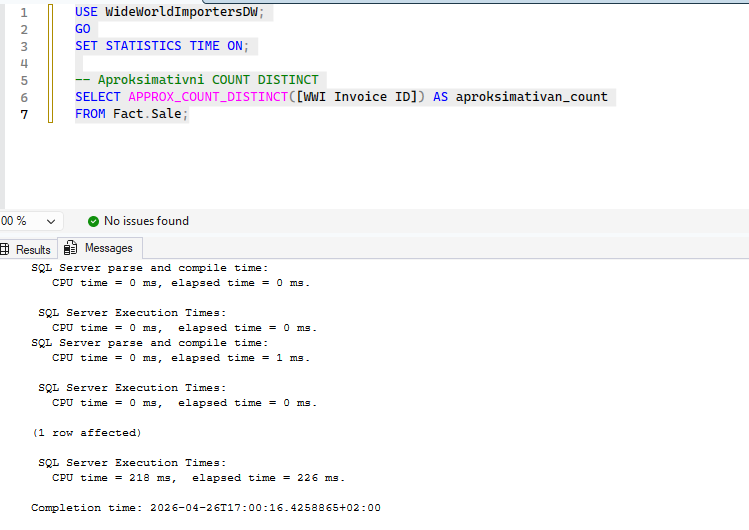 1 USE WideWorldImportersDW;
2 GO
3 SET STATISTICS TIME ON;
4
5 -- Aproksimativni COUNT DISTINCT
6 SELECT APPROX_COUNT_DISTINCT([WWI Invoice ID]) AS aproksimativan_count
7 FROM Fact.Sale;
00 % No issues found
Results Messages
SQL Server parse and compile time:
CPU time = 0 ms, elapsed time = 0 ms.
SQL Server Execution Times:
CPU time = 0 ms, elapsed time = 0 ms.
SQL Server parse and compile time:
CPU time = 0 ms, elapsed time = 1 ms.
SQL Server Execution Times:
CPU time = 0 ms, elapsed time = 0 ms.
(1 row affected)
SQL Server Execution Times:
CPU time = 218 ms, elapsed time = 226 ms.
Completion time: 2026-04-26T17:00:16.4258865+02:00